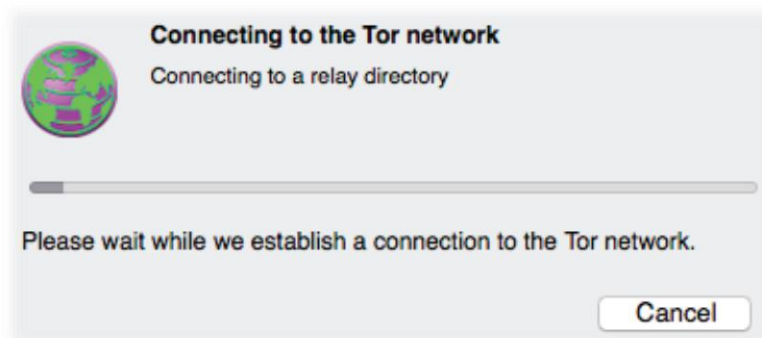 Connecting to the Tor network
Connecting to a relay directory
Please wait while we establish a connection to the Tor network.
Cancel